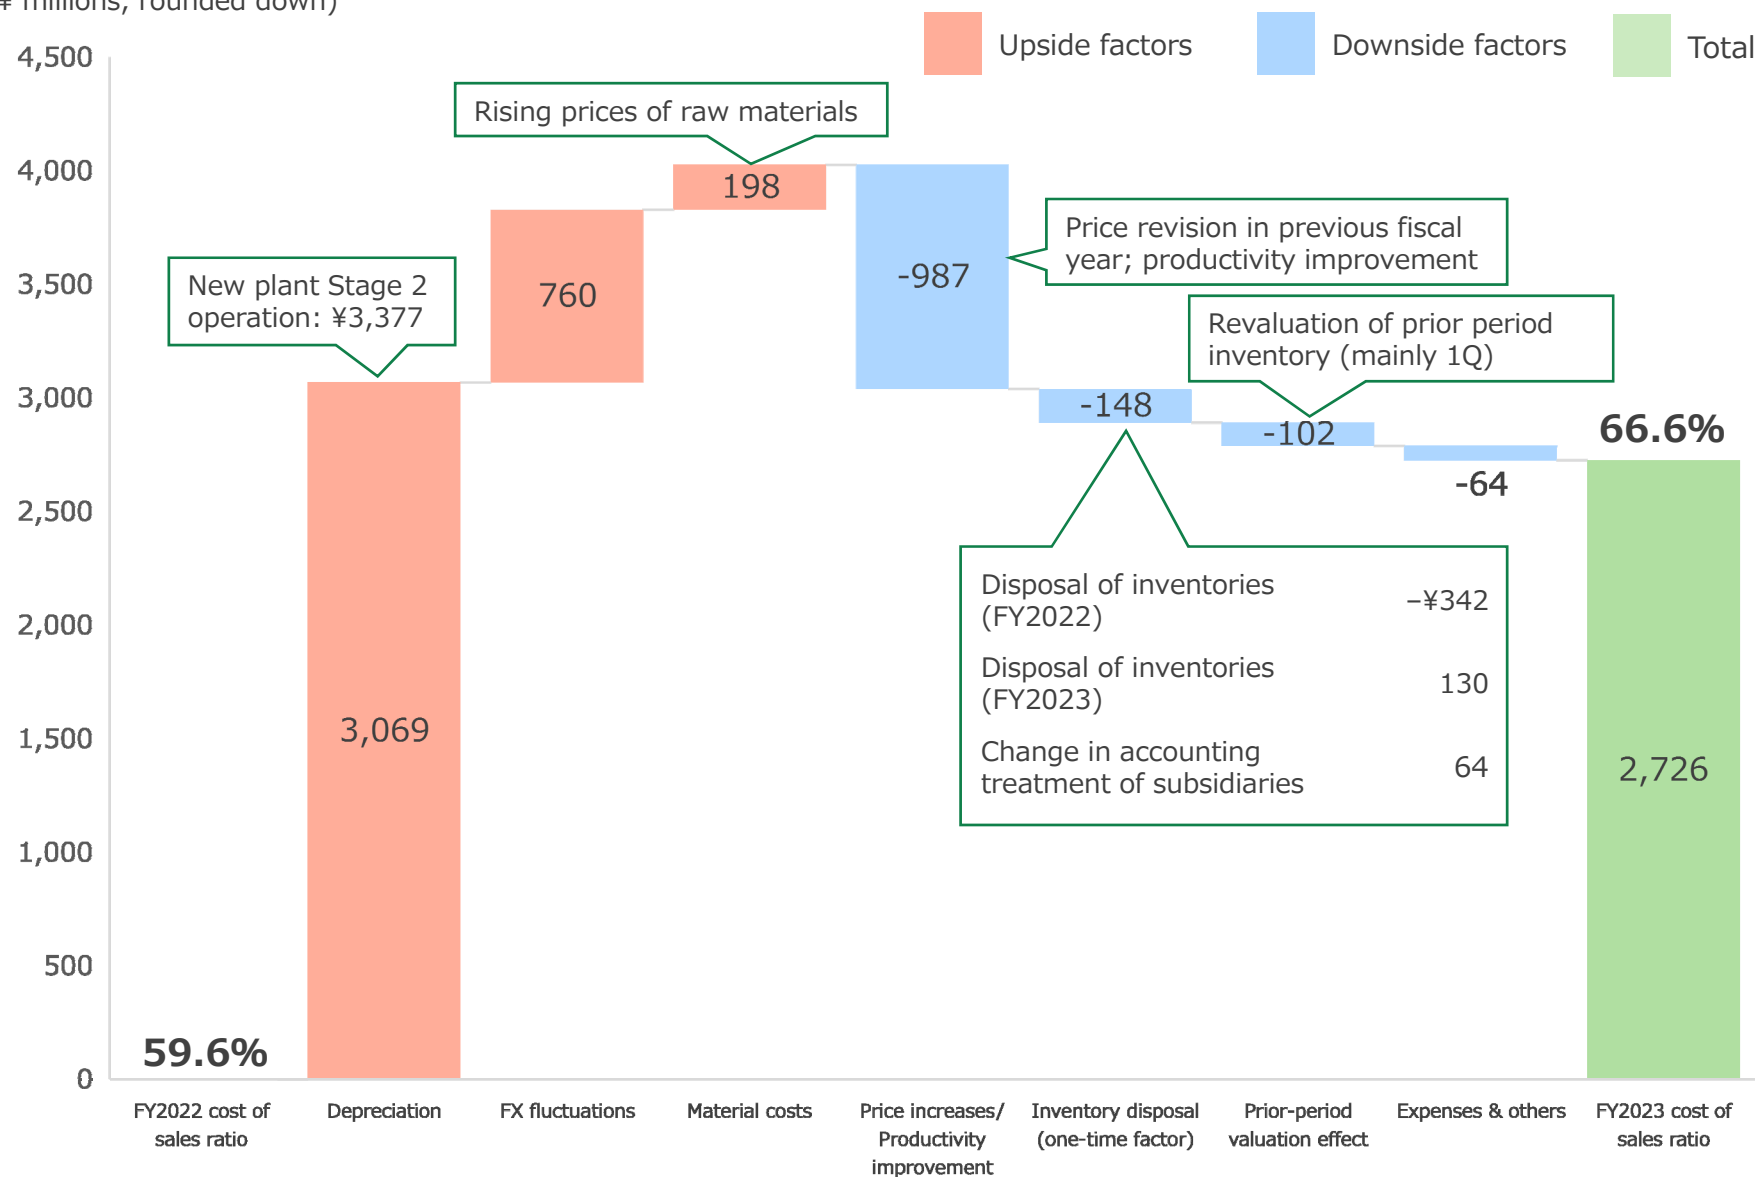 ¥ millions, rounded down)
Upside factors
Downside factors
Total
4,500
4,000
3,500
3,000
2,500
2,000
1,500
1,000
500
0
Rising prices of raw materials
198
New plant Stage 2
operation: ¥3,377
760
-987
Price revision in previous fiscal
year; productivity improvement
Revaluation of prior period
inventory (mainly 1Q)
-148
-102
-64
66.6%
Disposal of inventories
(FY2022)
–¥342
Disposal of inventories
(FY2023)
130
Change in accounting
treatment of subsidiaries
64
3,069
2,726
59.6%
FY2022 cost of
sales ratio
Depreciation
FX fluctuations
Material costs
Price increases/
Productivity
improvement
Inventory disposal
(one-time factor)
Prior-period
valuation effect
Expenses & others
FY2023 cost of
sales ratio